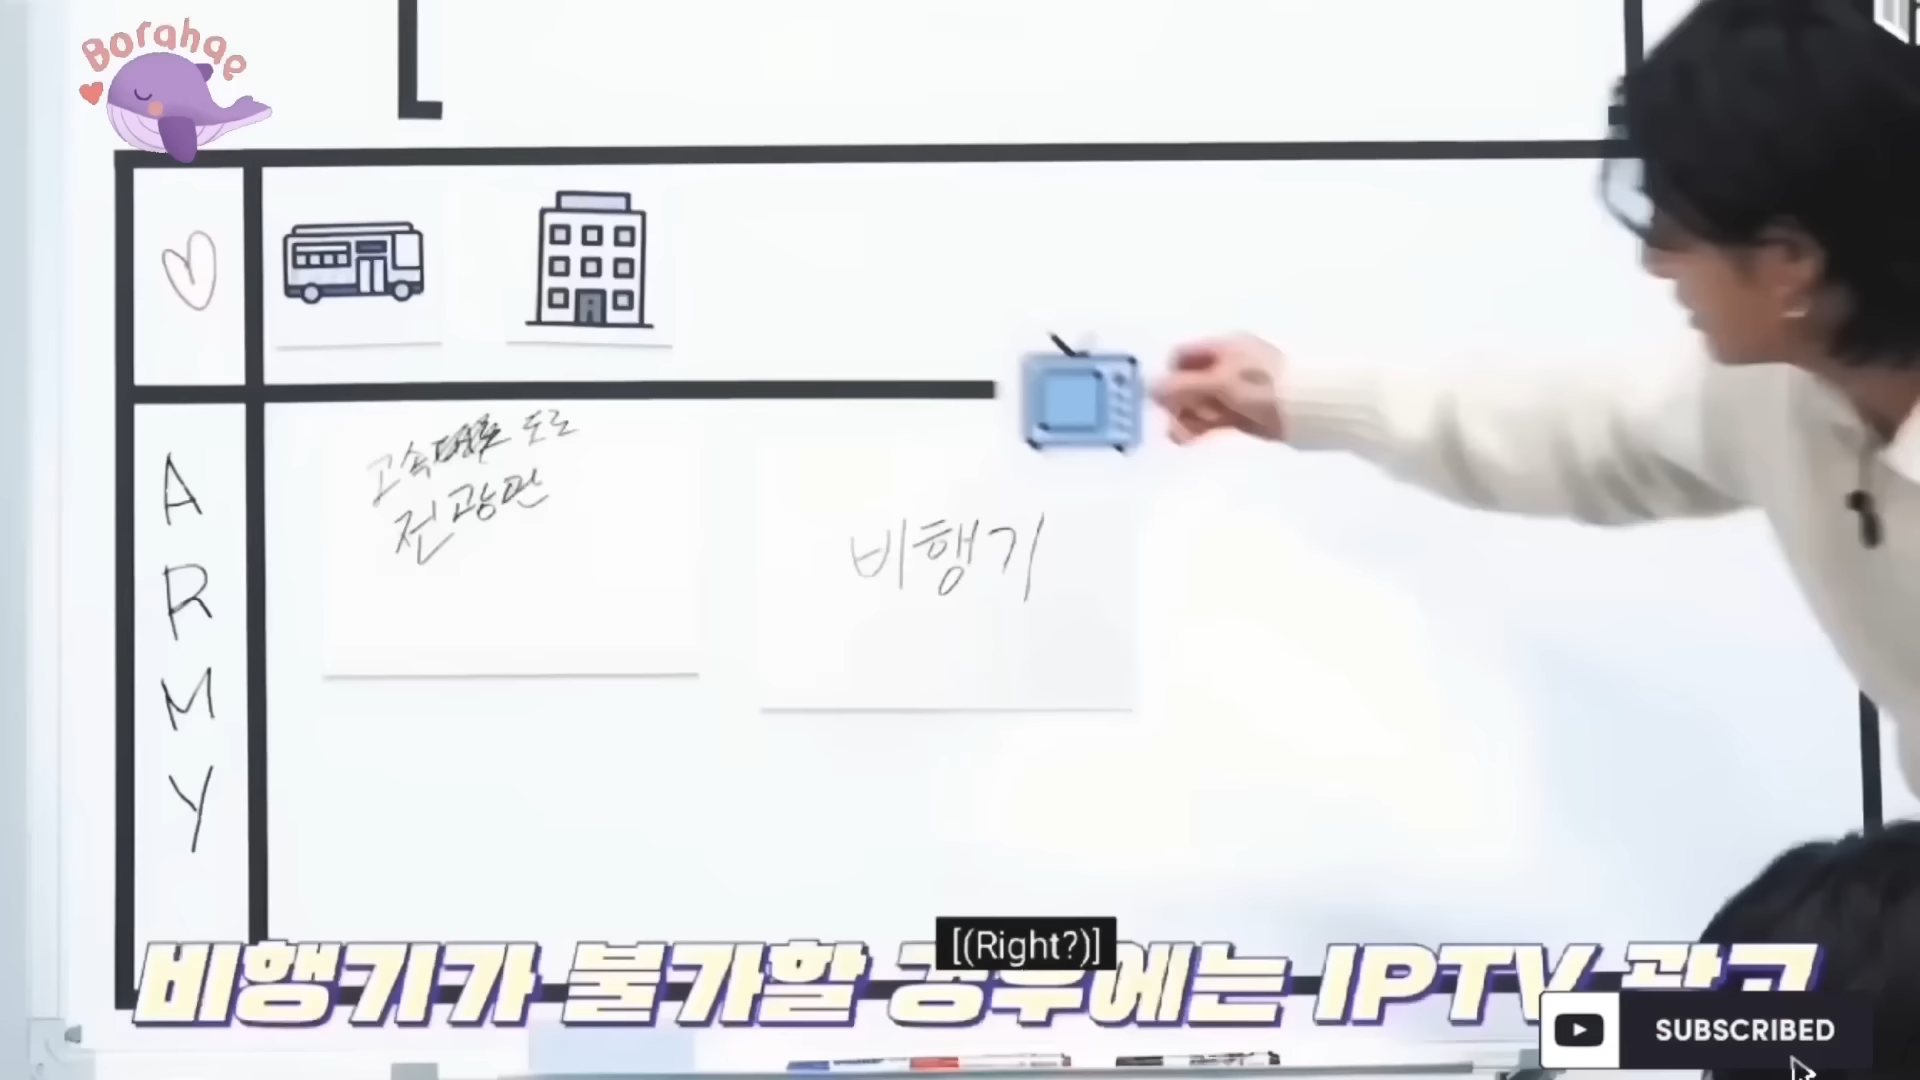 Borahae
고속 도로
전광판
비행기
A
R
M
Y
[(Right?)]
비행기가 불가할 경우에는 IPTV 광고
SUBSCRIBED